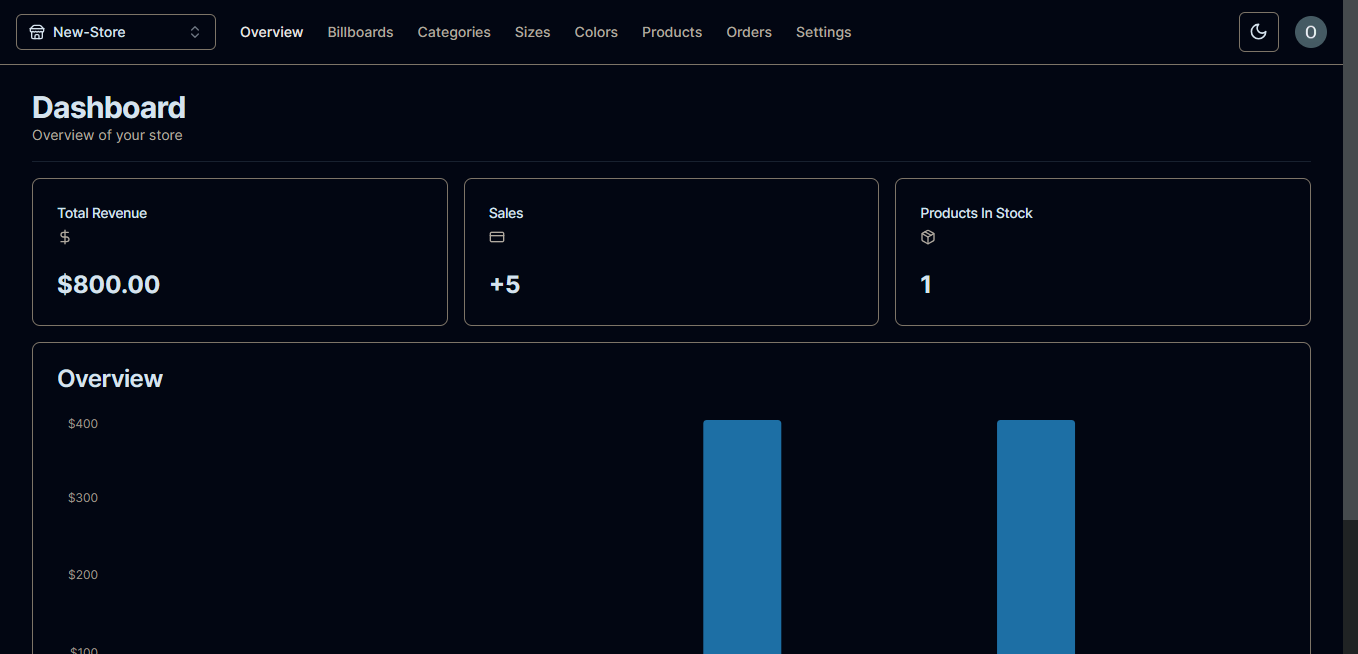 New-Store Overview Billboards Categories Sizes Colors Products Orders Settings O
Dashboard
Overview of your store
Total Revenue
$800.00
Sales
+5
Products In Stock
1
Overview
$400
$300
$200
$100